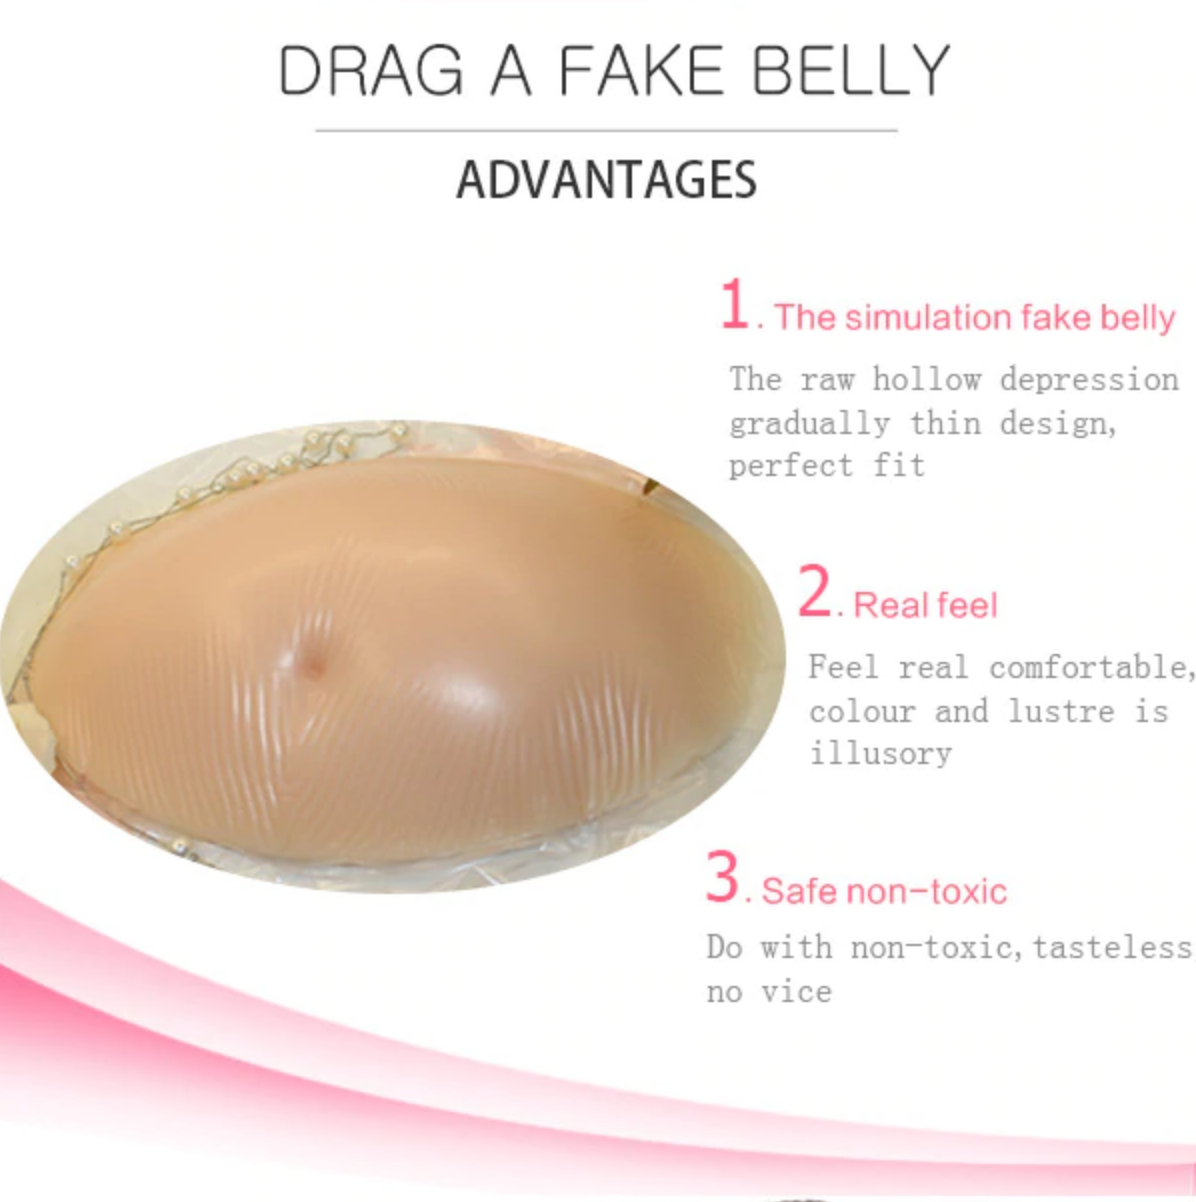 DRAG A FAKE BELLY
ADVANTAGES
1. The simulation fake belly
The raw hollow depression
gradually thin design,
perfect fit
2. Real feel
Feel real comfortable,
colour and lustre is
illusory
3. Safe non-toxic
Do with non-toxic, tasteless
no vice